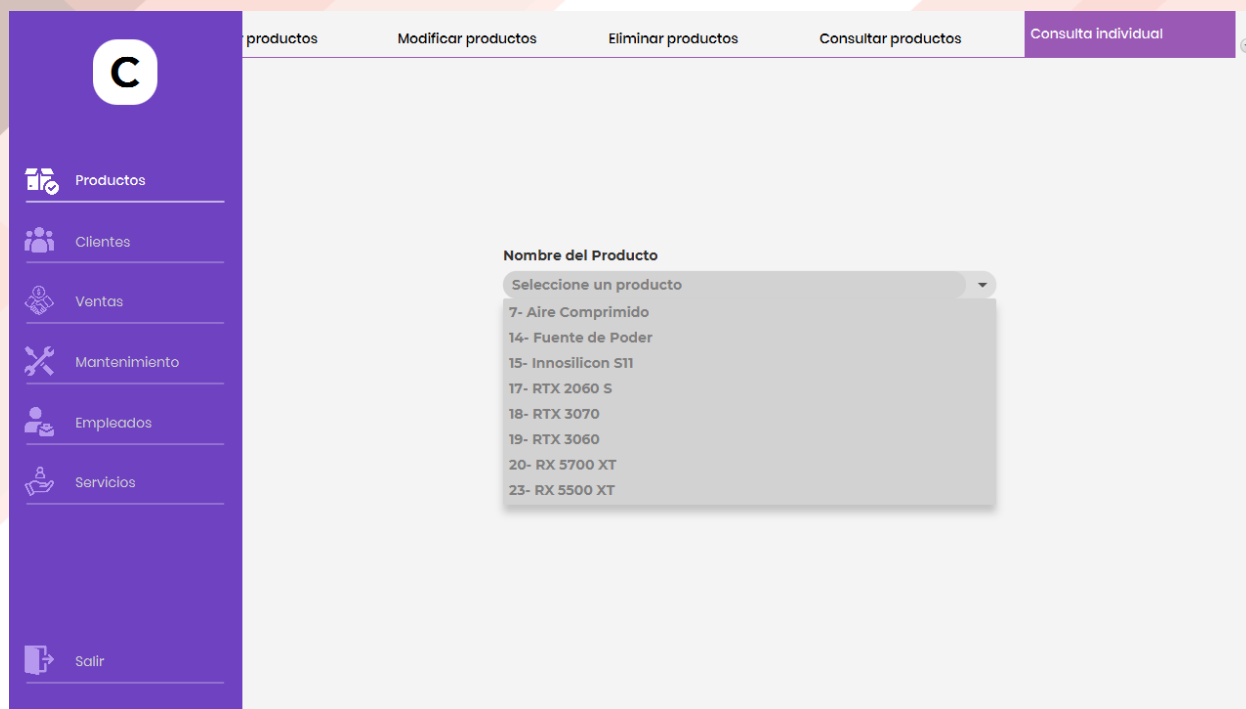 C
productos
Modificar productos
Eliminar productos
Consultar productos
Consulta individual
Productos
Clientes
Ventas
Mantenimiento
Empleados
Servicios
Salir
Nombre del Producto
Seleccione un producto
7- Aire Comprimido
14- Fuente de Poder
15- Innosilicon S11
17- RTX 2060 S
18- RTX 3070
19- RTX 3060
20- RX 5700 XT
23- RX 5500 XT